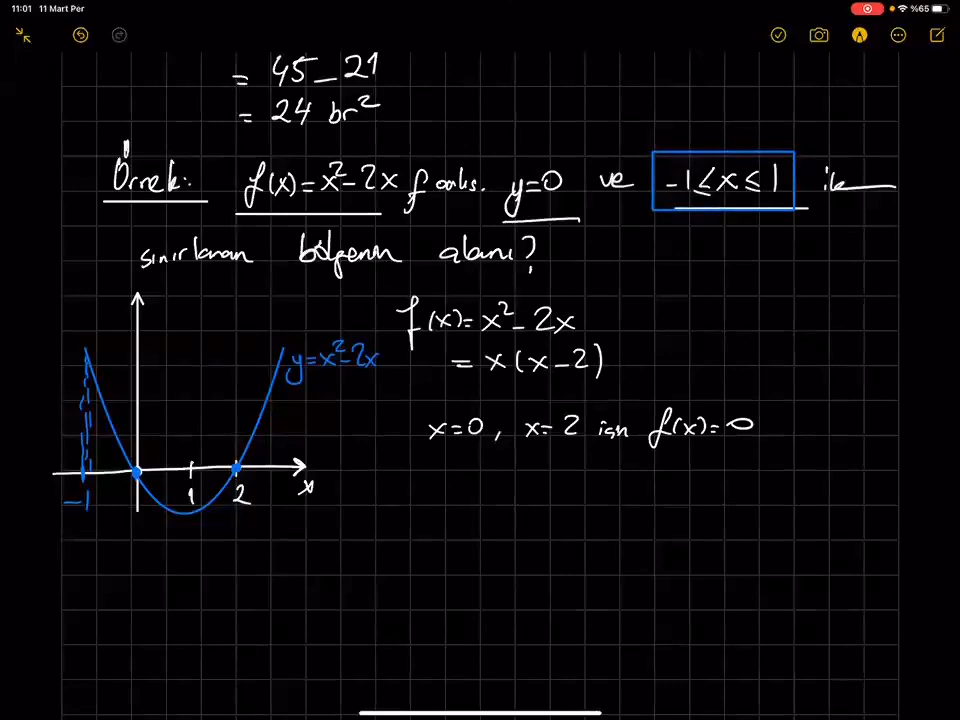 11:01 11 Mart Per %65
= 45 - 21
= 24 br²
Örnek: f(x) = x² - 2x fonks. y=0 ve -1 ≤ x ≤ 1 ile
sınırlanan bölgenin alanı?
f(x) = x² - 2x
= x(x-2)
x=0, x=2 için f(x)=0
y=x²-2x
-1 1 2 x